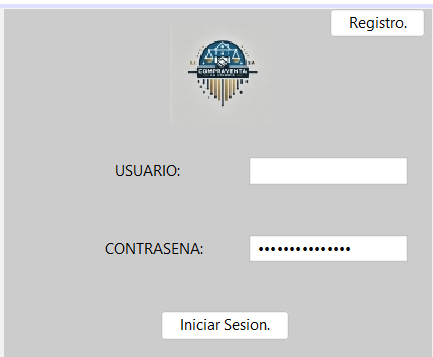 Registro.
COMPRAVENTA
USUARIO:
CONTRASENA:
•••••••••••••••
Iniciar Sesion.